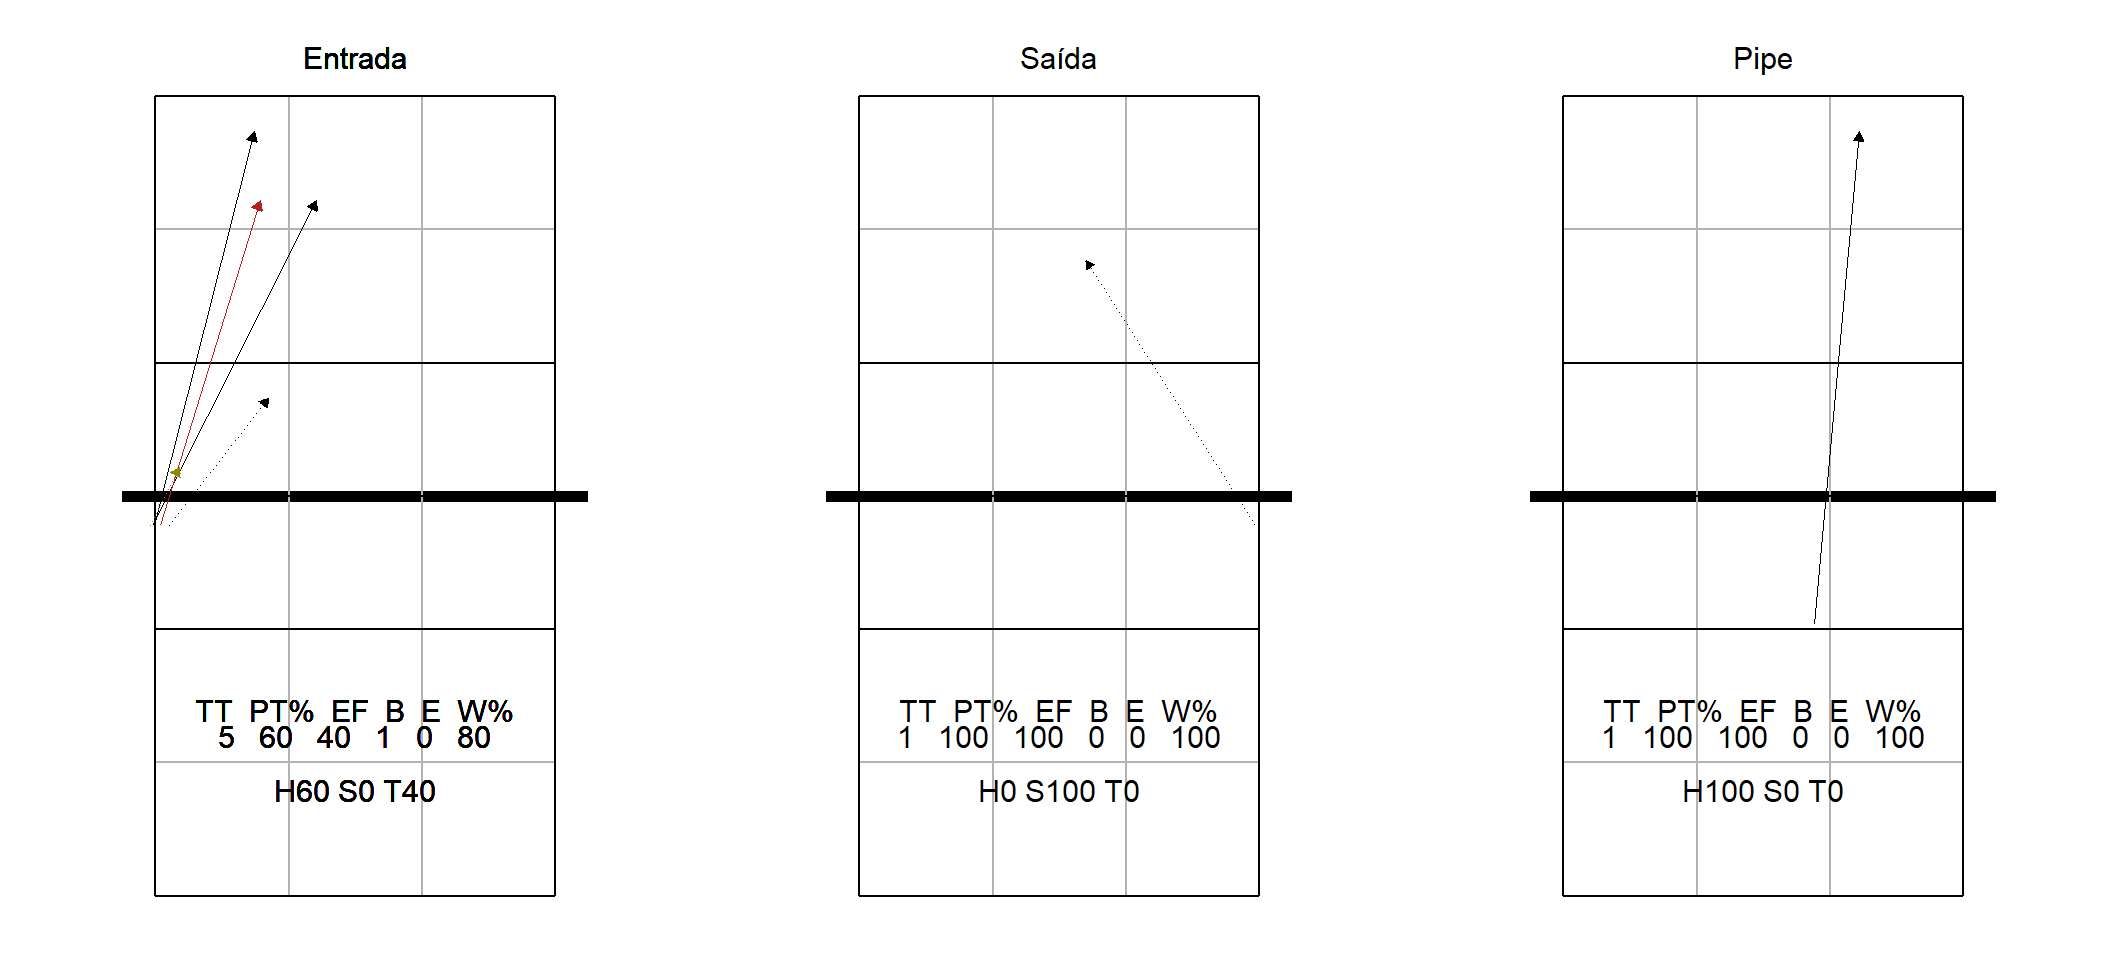 Entrada
TT PT% EF B E W%
5 60 40 1 0 80
H60 S0 T40
Saída
TT PT% EF B E W%
1 100 100 0 0 100
H0 S100 T0
Pipe
TT PT% EF B E W%
1 100 100 0 0 100
H100 S0 T0